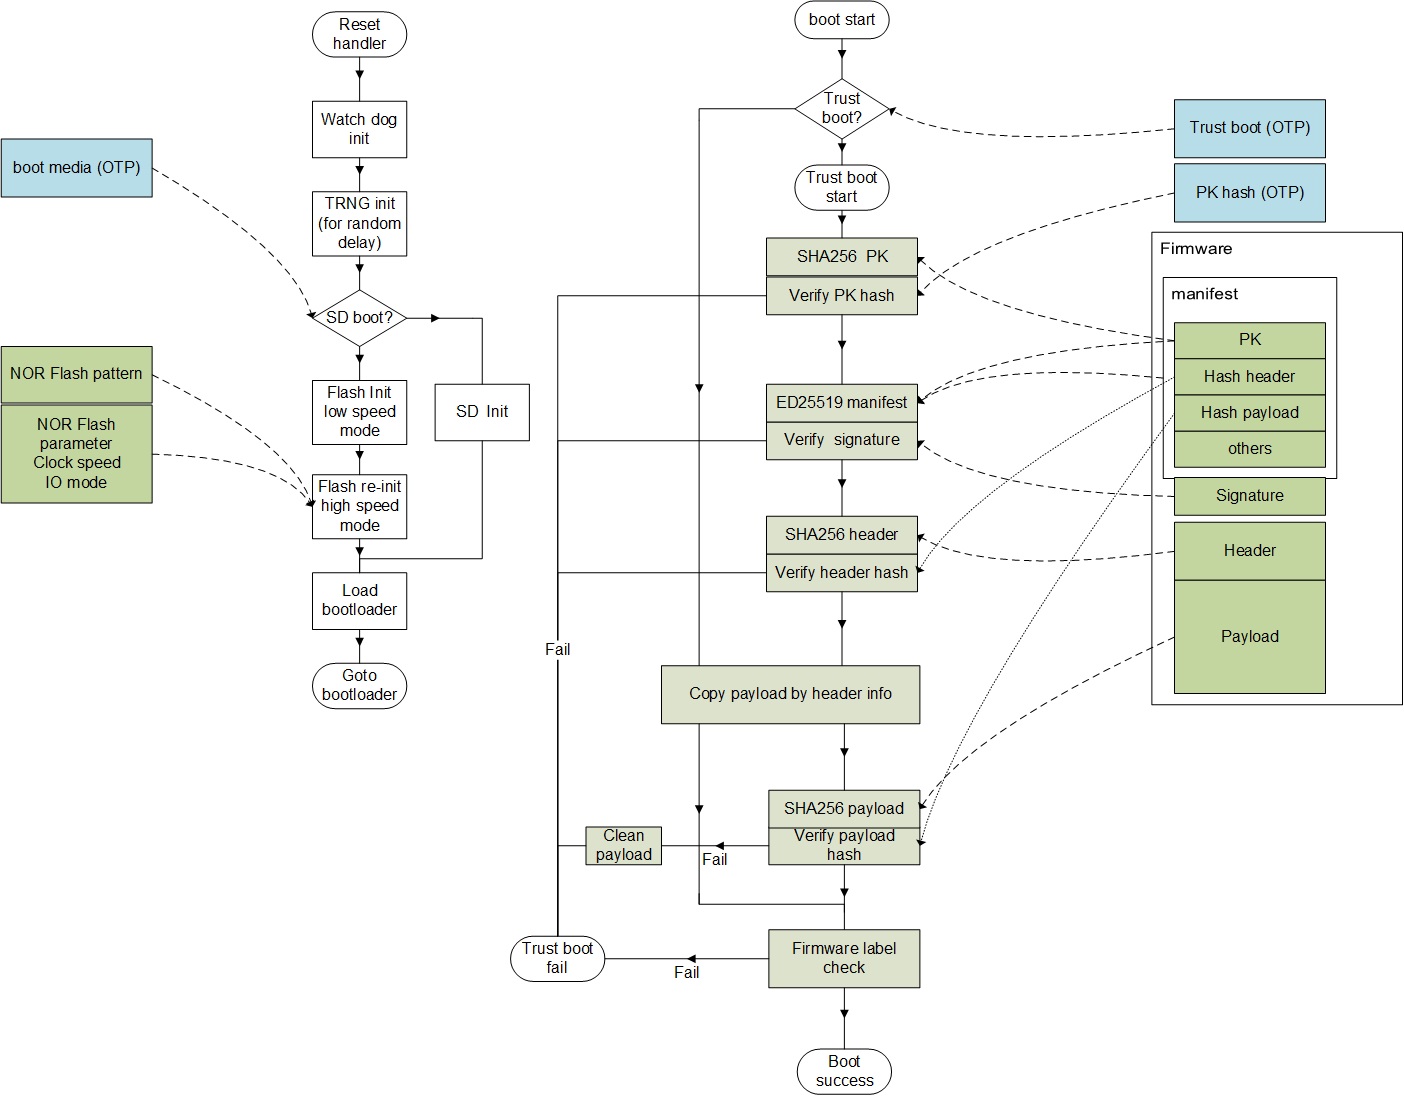 Reset
handler
Watch dog
init
boot media (OTP)
TRNG init
(for random
delay)
SD boot?
NOR Flash pattern
NOR Flash
parameter
Clock speed
IO mode
Flash Init
low speed
mode
SD Init
Flash re-init
high speed
mode
Load
bootloader
Goto
bootloader
boot start
Trust
boot?
Trust boot
start
SHA256 PK
Verify PK hash
ED25519 manifest
Verify signature
SHA256 header
Verify header hash
Fail
Copy payload by header info
SHA256 payload
Verify payload
hash
Fail
Clean
payload
Firmware label
check
Fail
Trust boot
fail
Boot
success
Trust boot (OTP)
PK hash (OTP)
Firmware
manifest
PK
Hash header
Hash payload
others
Signature
Header
Payload